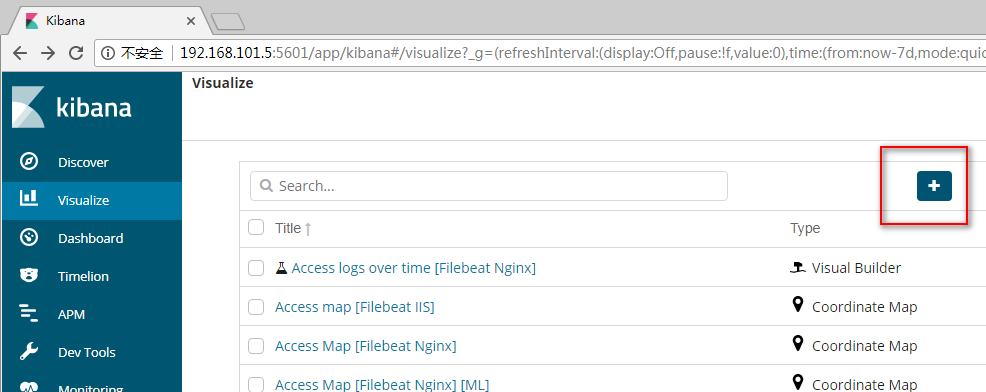 Kibana
不安全 192.168.101.5:5601/app/kibana#/visualize?_g=(refreshInterval:(display:Off,pause:!f,value:0),time:(from:now-7d,mode:quic
kibana
Visualize
Discover
Visualize
Dashboard
Timelion
APM
Dev Tools
Monitoring
Search...
Title Type
Access logs over time [Filebeat Nginx] Visual Builder
Access map [Filebeat IIS] Coordinate Map
Access Map [Filebeat Nginx] Coordinate Map
Access Map [Filebeat Nginx] [ML] Coordinate Map